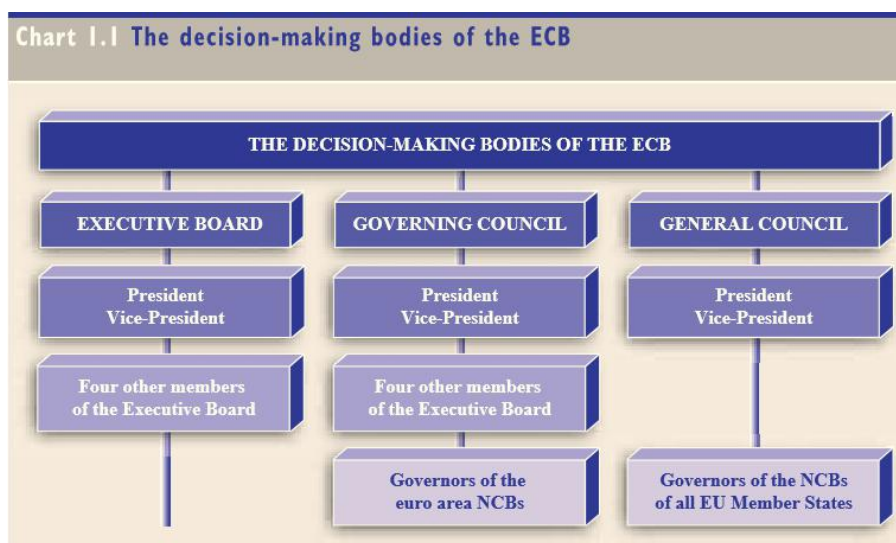 Chart 1.1 The decision-making bodies of the ECB
THE DECISION-MAKING BODIES OF THE ECB
EXECUTIVE BOARD
GOVERNING COUNCIL
GENERAL COUNCIL
President
Vice-President
President
Vice-President
President
Vice-President
Four other members
of the Executive Board
Four other members
of the Executive Board
Governors of the
euro area NCBs
Governors of the NCBs
of all EU Member States